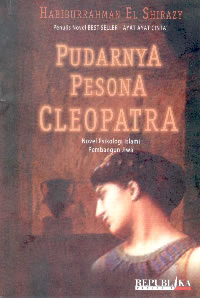 HABIBURRAHMAN EL SHIRAZY
Penulis Novel BEST SELLER - AYAT AYAT CINTA
PUDARNYA
PESONA
CLEOPATRA
Novel Psikologi Islami
Pembangun Jiwa
REPUBLIKA